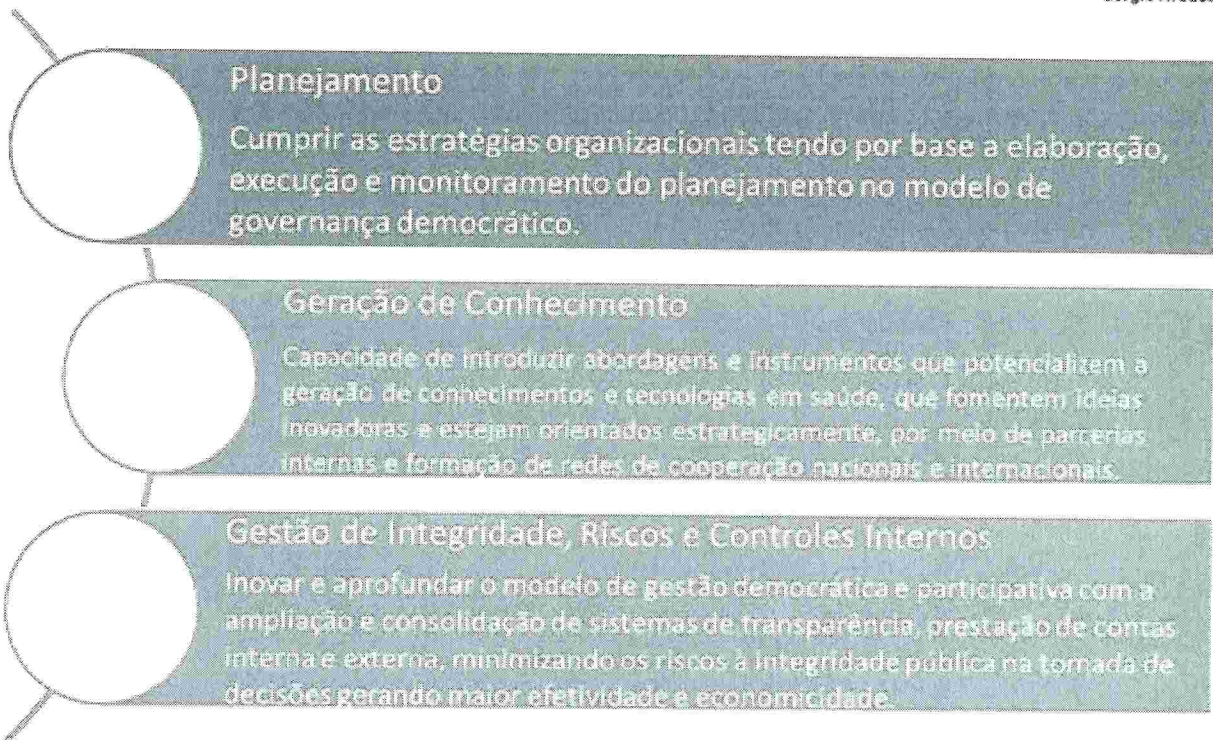 Planejamento
Cumprir as estratégias organizacionais tendo por base a elaboração,
execução e monitoramento do planejamento no modelo de
governança democrático.
Geração de Conhecimento
Capacidade de introduzir abordagens e instrumentos que potencializem a
geração de conhecimentos e tecnologias em saúde, que fomentem ideias
inovadoras e estejam orientados estrategicamente, por meio de parcerias
internas e formação de redes de cooperação nacionais e internacionais.
Gestão de Integridade, Riscos e Controles Internos
Inovar e aprofundar o modelo de gestão democrática e participativa com a
ampliação e consolidação de sistemas de transparência, prestação de contas
interna e externa, minimizando os riscos à integridade pública na tomada de
decisões gerando maior efetividade e economicidade.